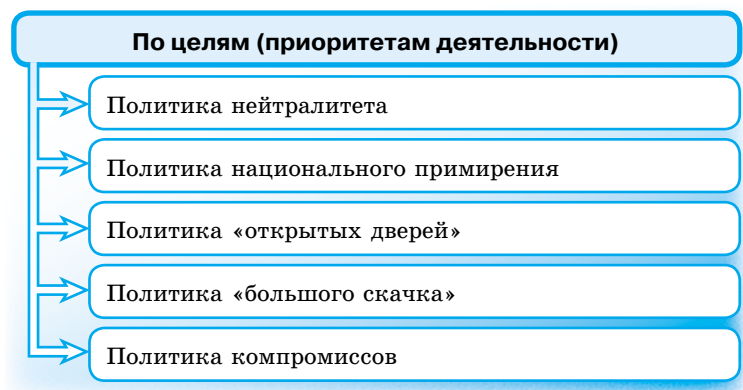 По целям (приоритетам деятельности)
Политика нейтралитета
Политика национального примирения
Политика «открытых дверей»
Политика «большого скачка»
Политика компромиссов